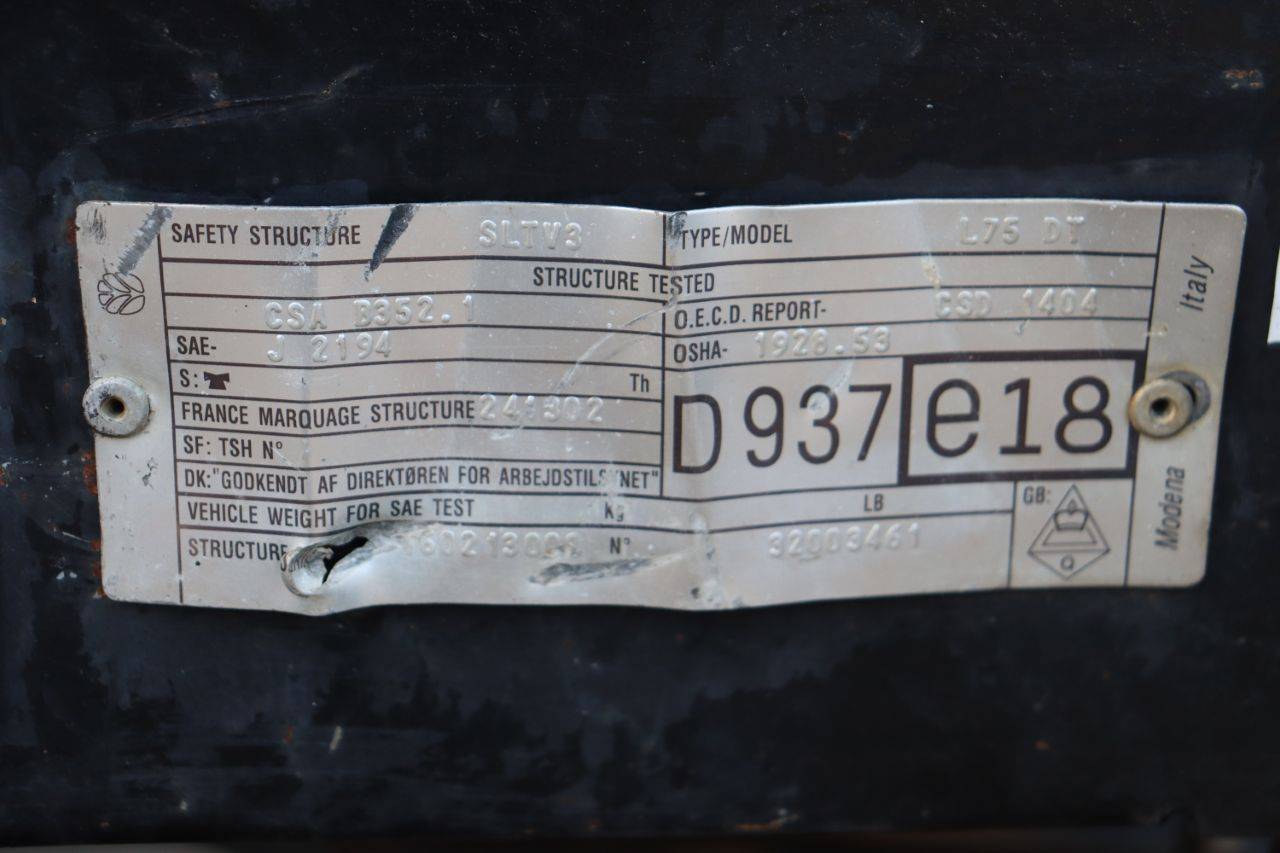 SAFETY STRUCTURE SLTV3 TYPE/MODEL L75 DT
STRUCTURE TESTED
CSA B352.1 O.E.C.D. REPORT- CSD 1404
SAE- J 2194 OSHA- 1928.53
S: Th
FRANCE MARQUAGE STRUCTURE 241302
D 937 e18
SF: TSH N°
DK:"GODKENDT AF DIREKTØREN FOR ARBEJDSTILSYNET"
VEHICLE WEIGHT FOR SAE TEST Kg LB
GB:
Q
STRUCTURE N° 32003461
Italy
Modena